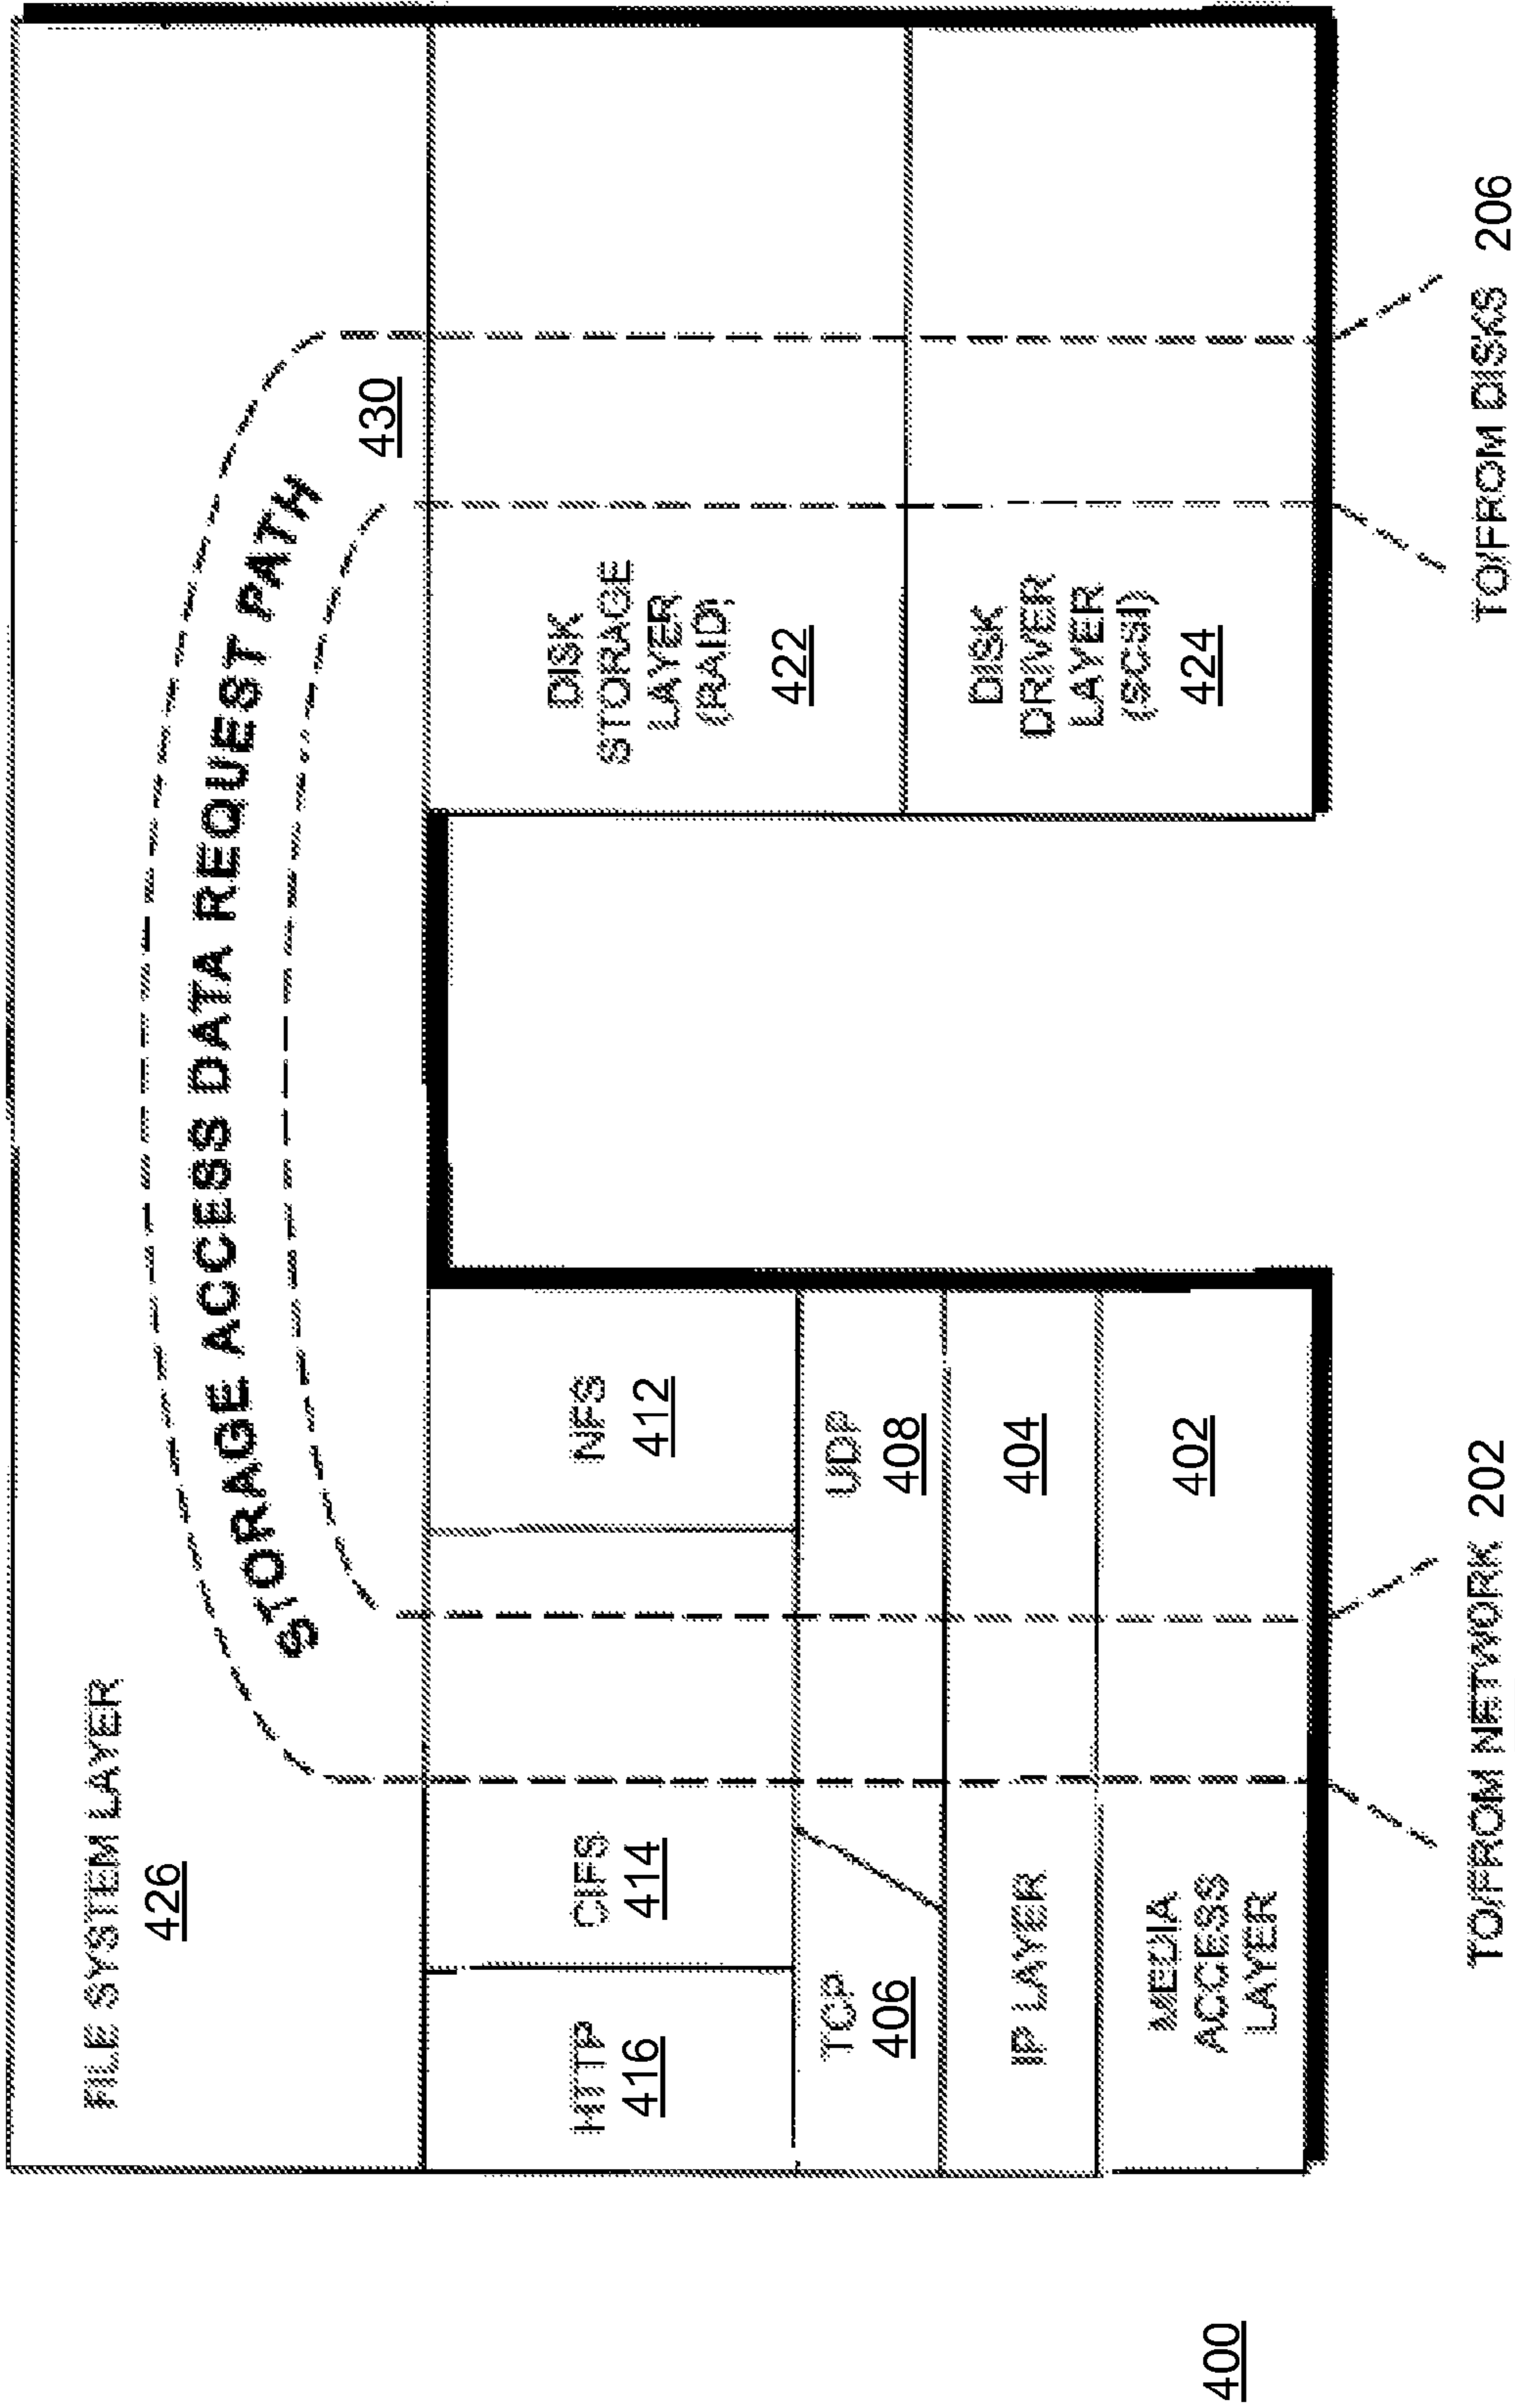 FILE SYSTEM LAYER
426
STORAGE ACCESS DATA REQUEST PATH
430
HTTP
416
CIFS
414
NFS
412
TCP
406
UDP
408
IP LAYER
404
MEDIA
ACCESS
LAYER
402
DISK
STORAGE
LAYER
(RAID)
422
DISK
DRIVER
LAYER
(SCSI)
424
400
TO/FROM NETWORK 202
TO/FROM DISKS 206